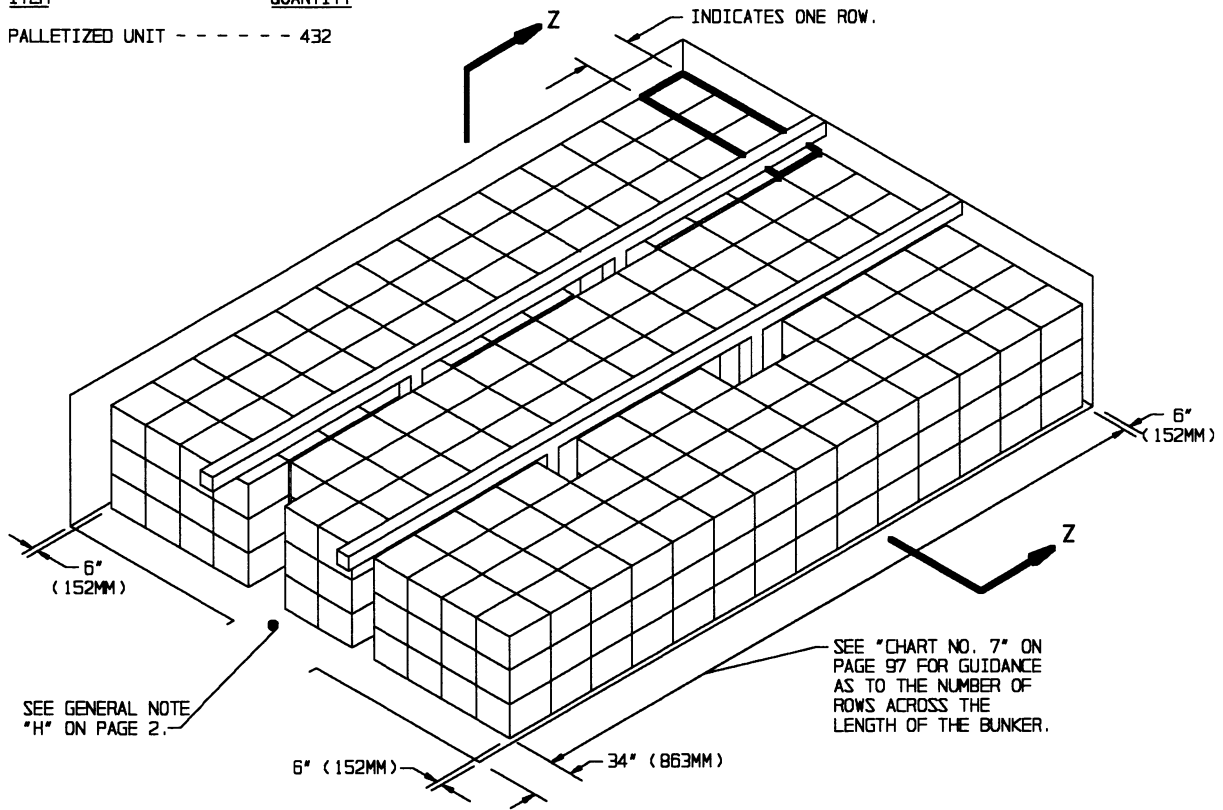 ITEM QUANTITY
PALLETIZED UNIT - - - - - - 432
INDICATES ONE ROW.
Z
6"
(152MM)
Z
6"
(152MM)
SEE "CHART NO. 7" ON
PAGE 97 FOR GUIDANCE
AS TO THE NUMBER OF
ROWS ACROSS THE
LENGTH OF THE BUNKER.
SEE GENERAL NOTE
"H" ON PAGE 2.
34" (863MM)
6" (152MM)